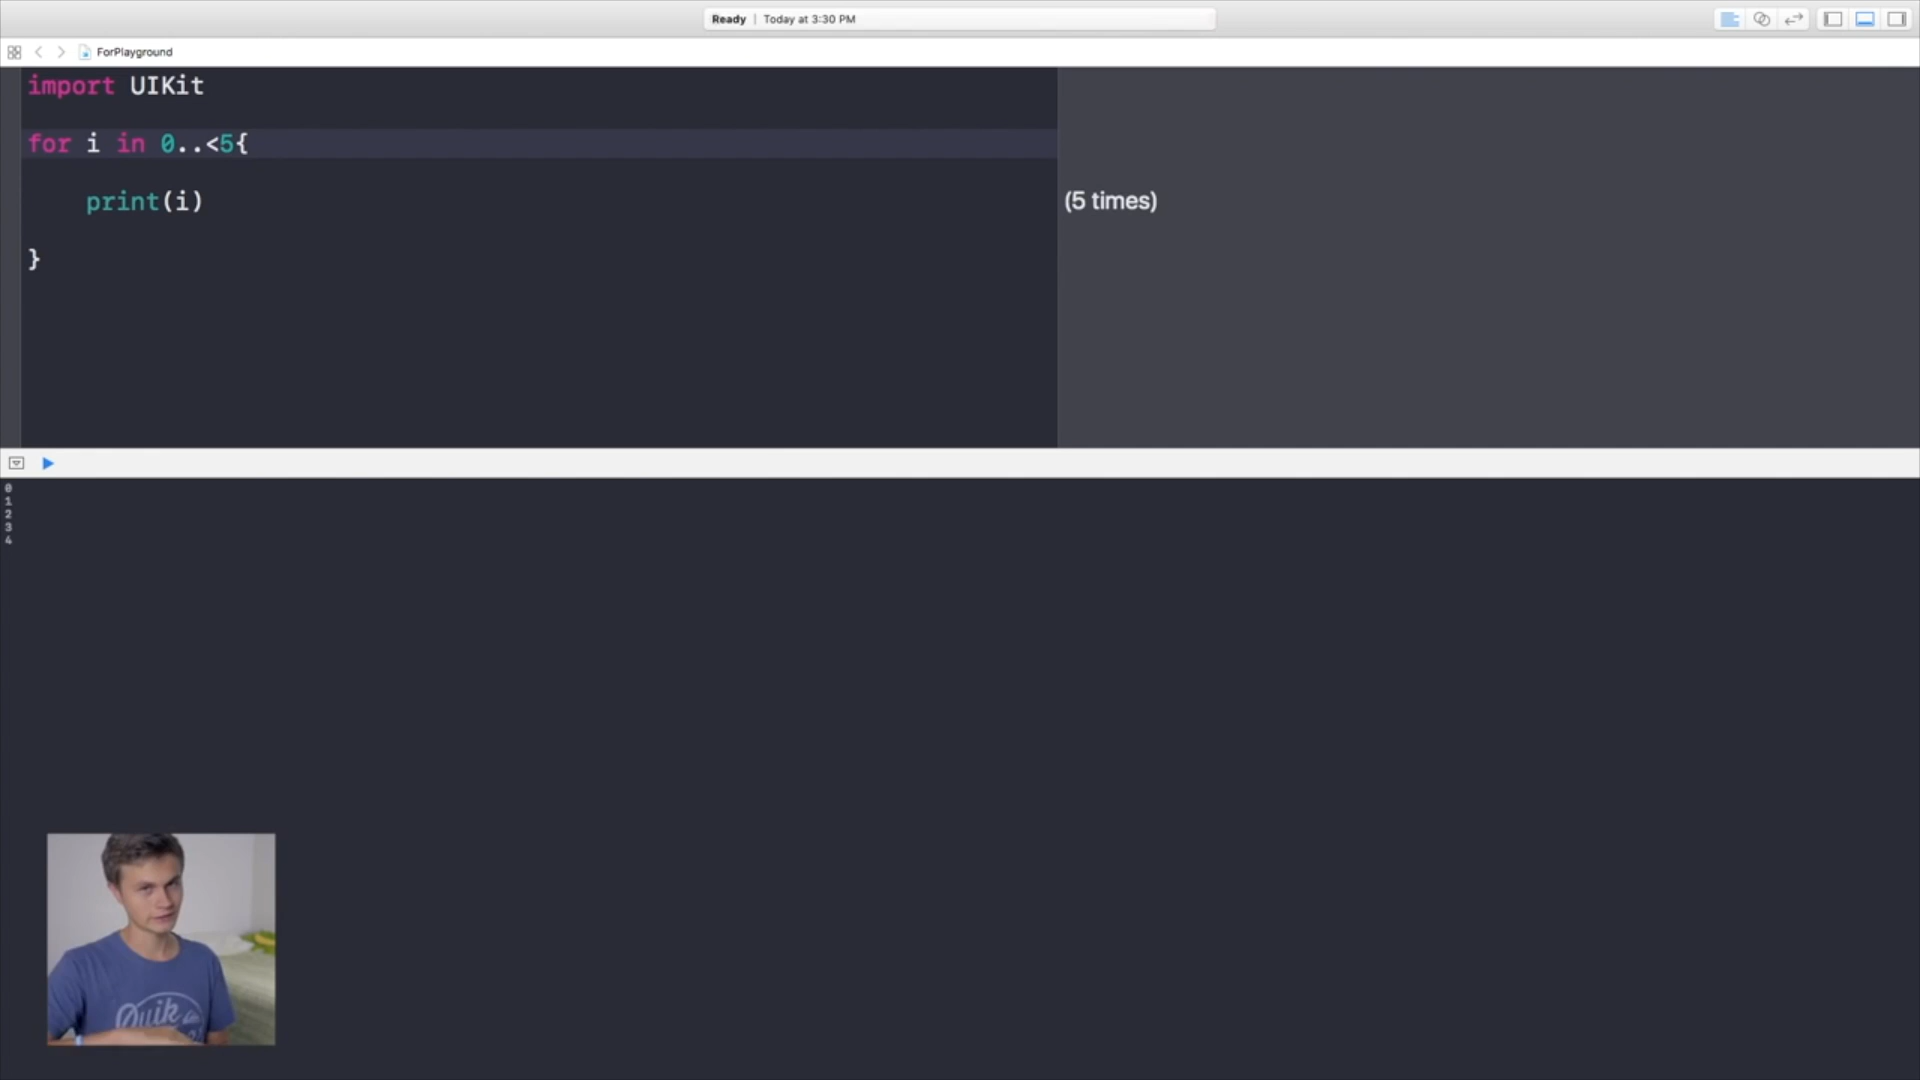 Ready | Today at 3:30 PM
ForPlayground
import UIKit
for i in 0..<5{
print(i)
(5 times)
}
0
1
2
3
4
Quik